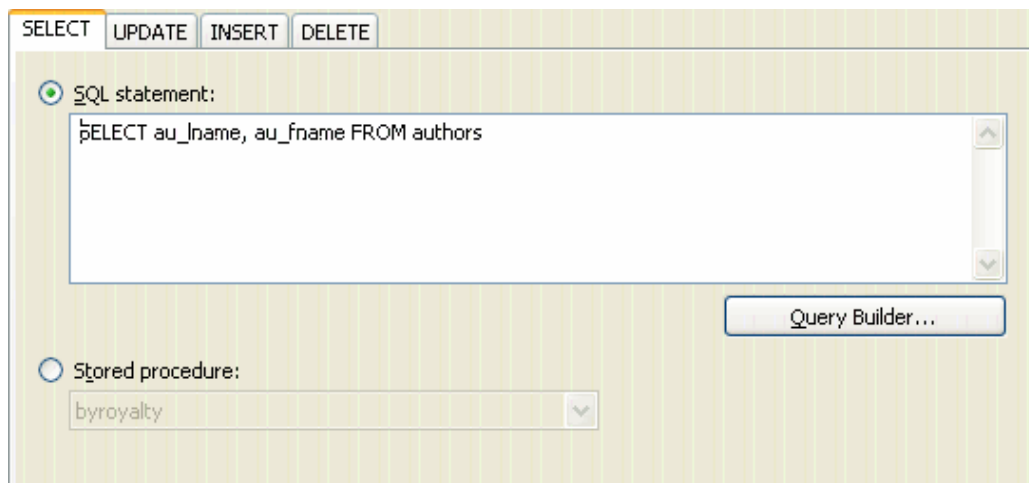 SELECT UPDATE INSERT DELETE
SQL statement:
SELECT au_lname, au_fname FROM authors
Query Builder...
Stored procedure:
byroyalty